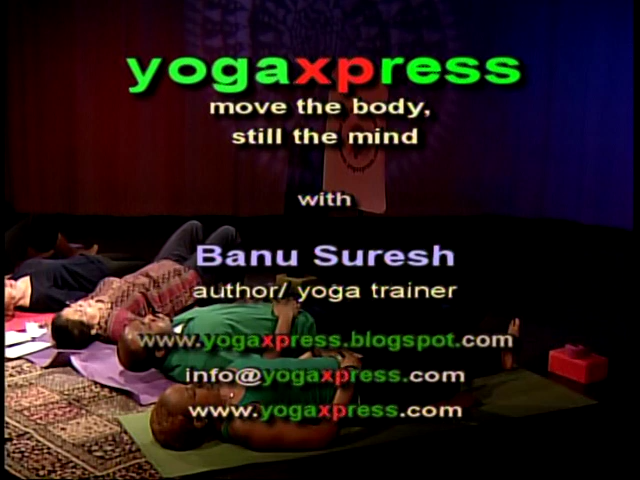 yogaxpress
move the body,
still the mind
with
Banu Suresh
author/ yoga trainer
www.yogaxpress.blogspot.com
info@yogaxpress.com
www.yogaxpress.com